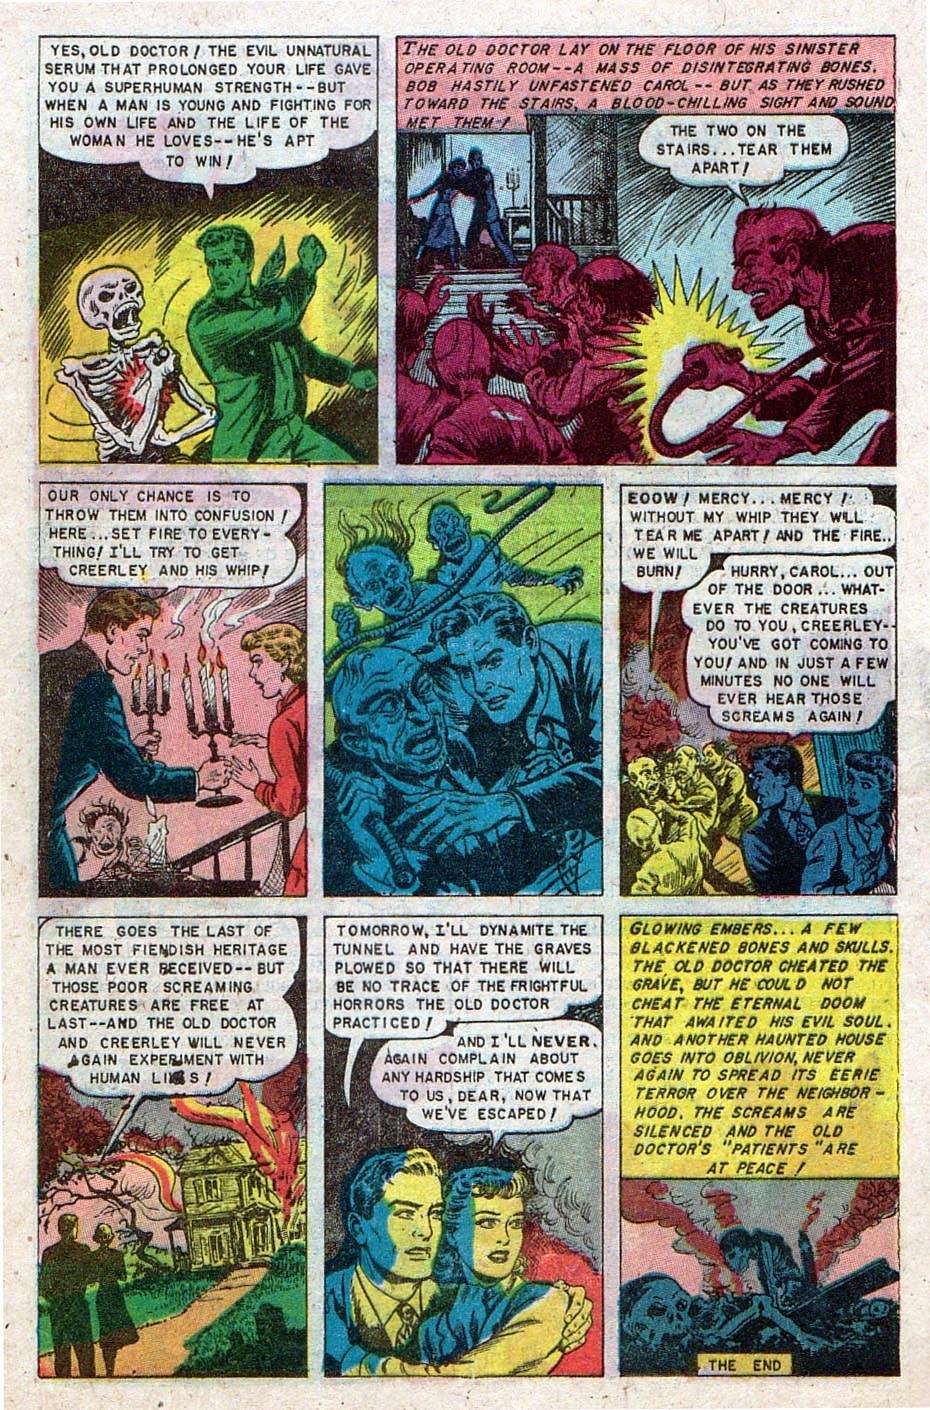 YES, OLD DOCTOR! THE EVIL UNNATURAL
SERUM THAT PROLONGED YOUR LIFE GAVE
YOU A SUPERHUMAN STRENGTH--BUT
WHEN A MAN IS YOUNG AND FIGHTING FOR
HIS OWN LIFE AND THE LIFE OF THE
WOMAN HE LOVES--HE'S APT
TO WIN!
THE OLD DOCTOR LAY ON THE FLOOR OF HIS SINISTER
OPERATING ROOM--A MASS OF DISINTEGRATING BONES.
BOB HASTILY UNFASTENED CAROL--BUT AS THEY RUSHED
TOWARD THE STAIRS, A BLOOD-CHILLING SIGHT AND SOUND
MET THEM!
THE TWO ON THE
STAIRS...TEAR THEM
APART!
OUR ONLY CHANCE IS TO
THROW THEM INTO CONFUSION!
HERE...SET FIRE TO EVERY-
THING! I'LL TRY TO GET
CREERLEY AND HIS WHIP!
EOOW! MERCY...MERCY!
WITHOUT MY WHIP THEY WILL
TEAR ME APART! AND THE FIRE..
WE WILL
BURN!
HURRY, CAROL...OUT
OF THE DOOR...WHAT-
EVER THE CREATURES
DO TO YOU, CREERLEY--
YOU'VE GOT COMING TO
YOU! AND IN JUST A FEW
MINUTES NO ONE WILL
EVER HEAR THOSE
SCREAMS AGAIN!
THERE GOES THE LAST OF
THE MOST FIENDISH HERITAGE
A MAN EVER RECEIVED--BUT
THOSE POOR SCREAMING
CREATURES ARE FREE AT
LAST--AND THE OLD DOCTOR
AND CREERLEY WILL NEVER
AGAIN EXPERIMENT WITH
HUMAN LIVES!
TOMORROW, I'LL DYNAMITE THE
TUNNEL AND HAVE THE GRAVES
PLOWED SO THAT THERE WILL
BE NO TRACE OF THE FRIGHTFUL
HORRORS THE OLD DOCTOR
PRACTICED!
AND I'LL NEVER
AGAIN COMPLAIN ABOUT
ANY HARDSHIP THAT COMES
TO US, DEAR, NOW THAT
WE'VE ESCAPED!
GLOWING EMBERS...A FEW
BLACKENED BONES AND SKULLS.
THE OLD DOCTOR CHEATED THE
GRAVE, BUT HE COULD NOT
CHEAT THE ETERNAL DOOM
THAT AWAITED HIS EVIL SOUL.
AND ANOTHER HAUNTED HOUSE
GOES INTO OBLIVION, NEVER
AGAIN TO SPREAD ITS EERIE
TERROR OVER THE NEIGHBOR-
HOOD. THE SCREAMS ARE
SILENCED AND THE OLD
DOCTOR'S "PATIENTS" ARE
AT PEACE!
THE END